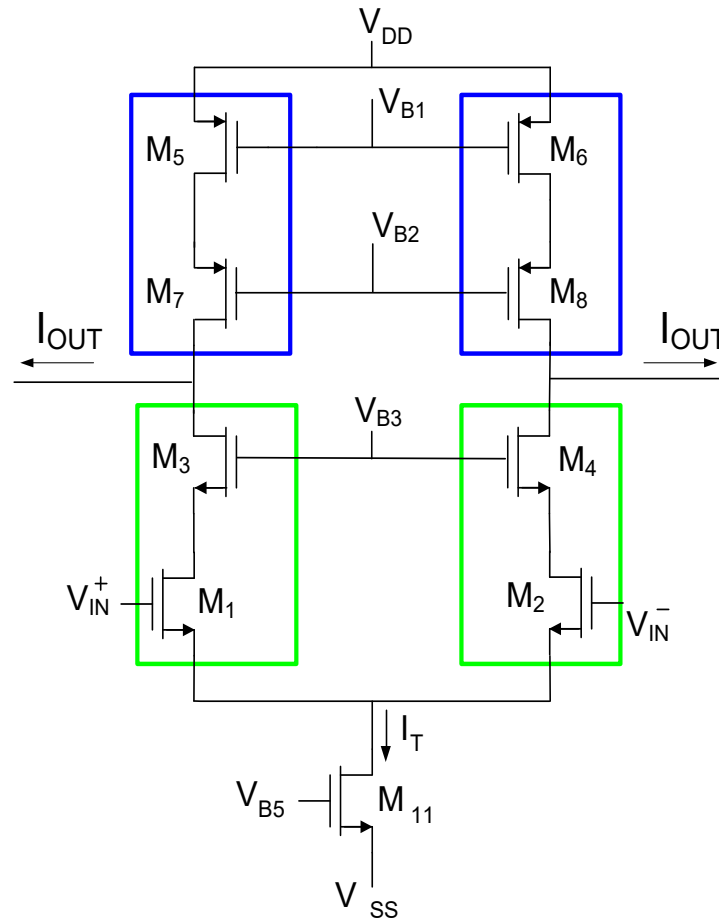 V_DD
V_B1
M_5 M_6
V_B2
M_7 M_8
I_OUT I_OUT
V_B3
M_3 M_4
V_IN^+ M_1 M_2 V_IN^−
I_T
V_B5 M_11
V_SS